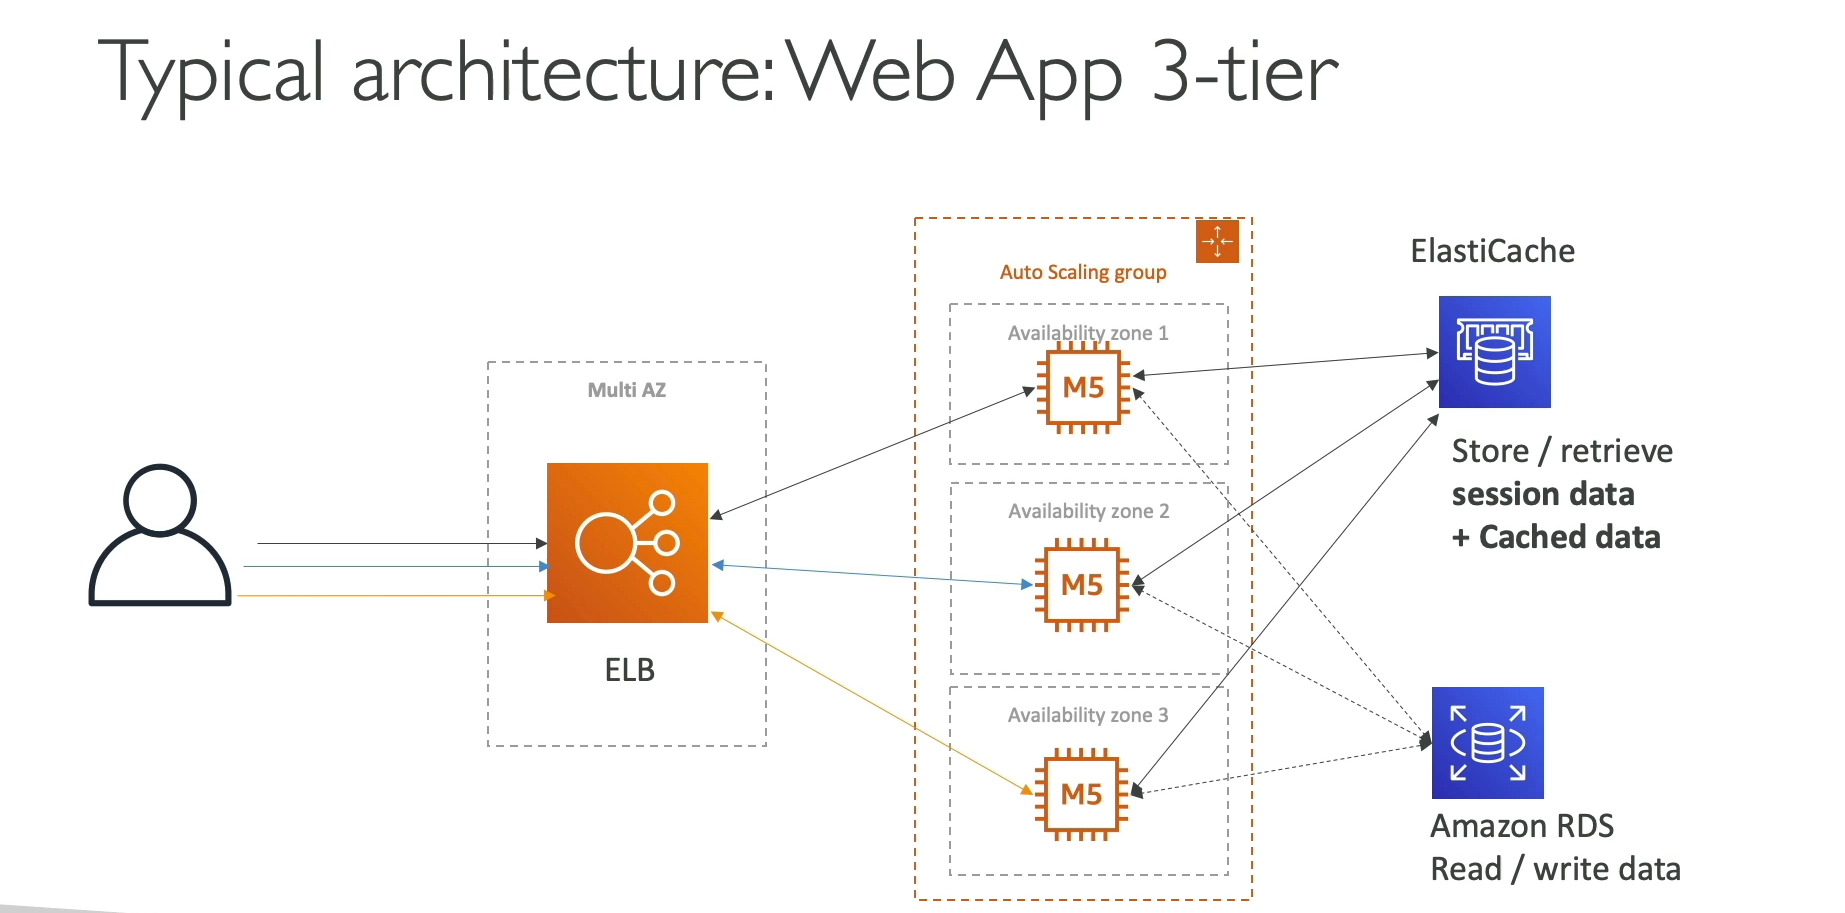 Typical architecture: Web App 3-tier
Multi AZ
ELB
Auto Scaling group
Availability zone 1
M5
Availability zone 2
M5
Availability zone 3
M5
ElastiCache
Store / retrieve
session data
+ Cached data
Amazon RDS
Read / write data